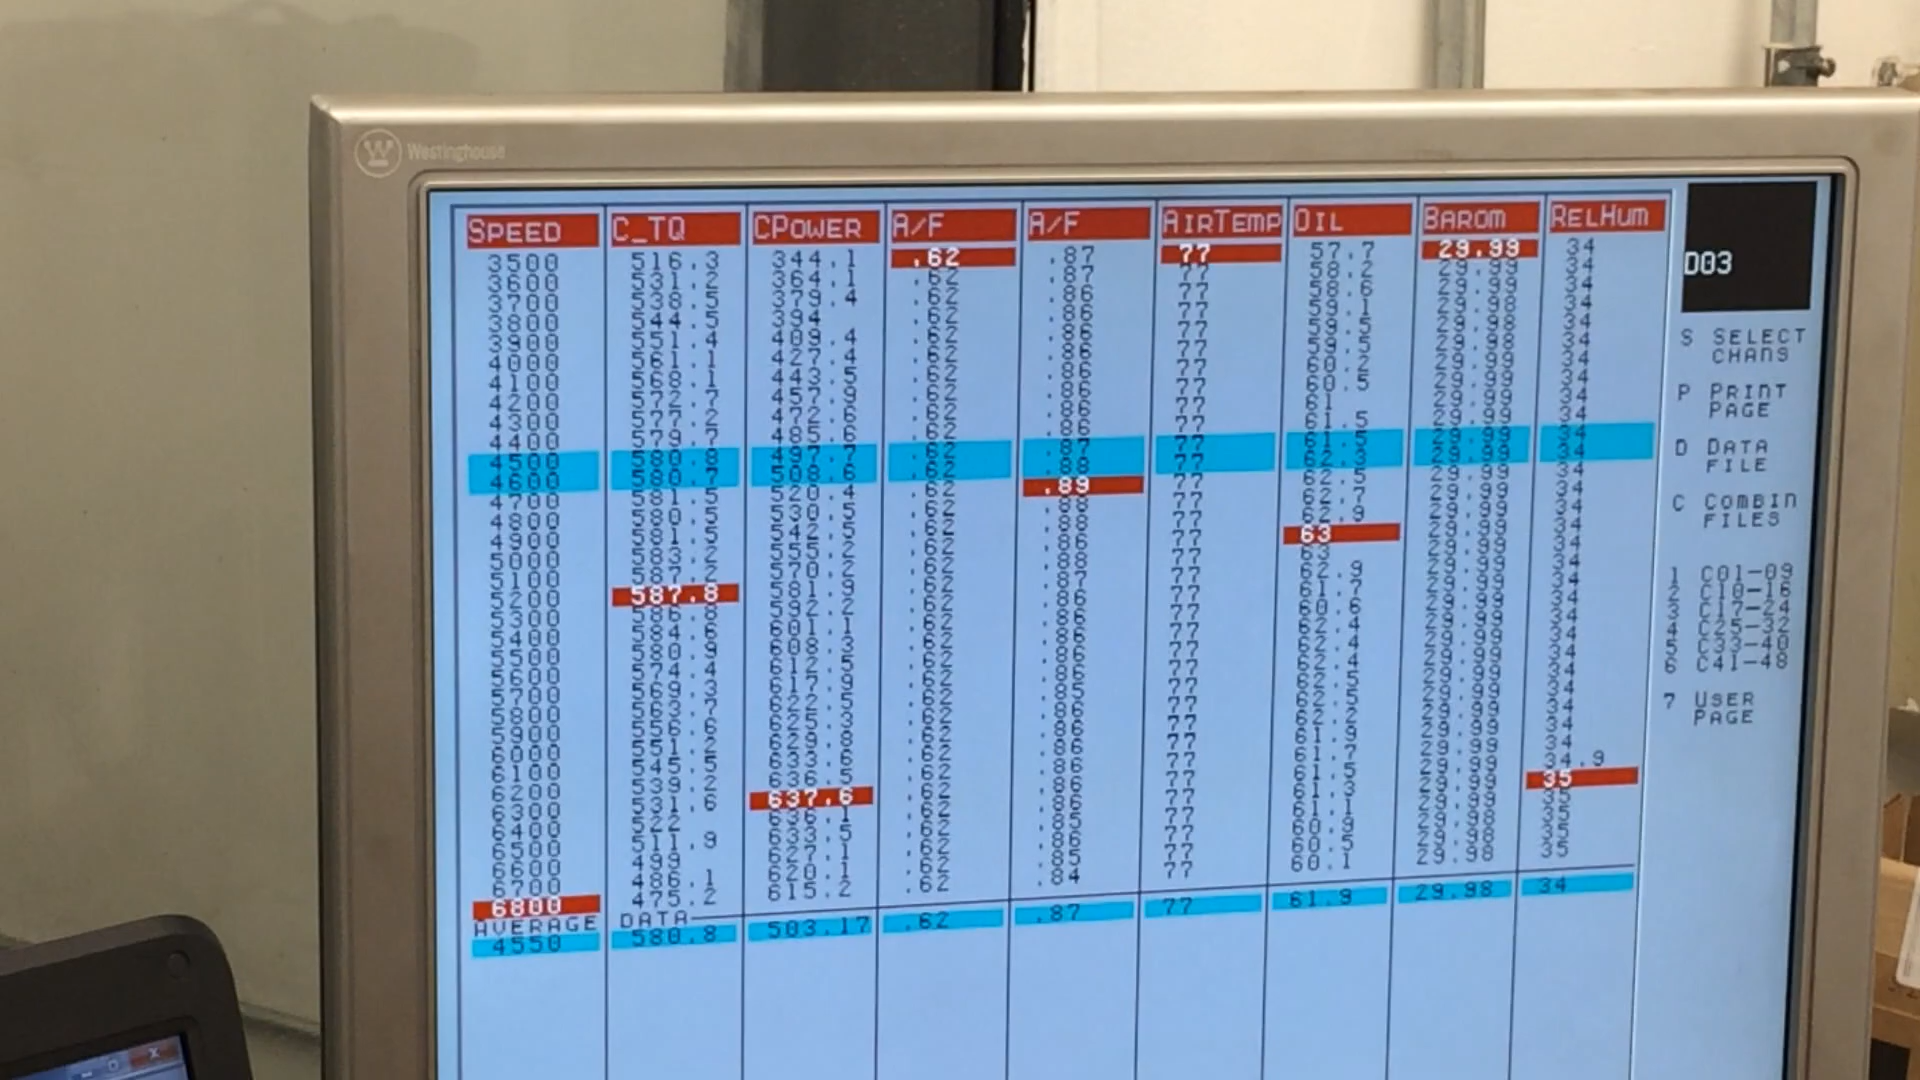 Westinghouse
SPEED C_TQ CPOWER A/F A/F AIRTEMP OIL BAROM RELHUM
3500 516.3 344.1 .62 .87 77 57.7 29.99 34
3600 531.2 364.1 .62 .87 77 58.2 29.99 34
3700 538.5 379.4 .62 .86 77 58.6 29.99 34
3800 544.5 394 .62 .86 77 59.1 29.98 34
3900 551.4 409.4 .62 .86 77 59.5 29.98 34
4000 561.1 427.4 .62 .86 77 59.5 29.98 34
4100 568.1 443.5 .62 .86 77 60.2 29.99 34
4200 572.7 457.9 .62 .86 77 60.5 29.99 34
4300 577.2 472.6 .62 .86 77 61 29.99 34
4400 579.7 485.6 .62 .86 77 61.5 29.99 34
4500 580.8 497.7 .62 .87 77 61.5 29.99 34
4600 580.7 508.6 .62 .88 77 62.3 29.99 34
4700 581.5 520.4 .62 .89 77 62.5 29.99 34
4800 580.5 530.5 .62 .88 77 62.7 29.99 34
4900 581.5 542.5 .62 .88 77 62.9 29.99 34
5000 583.2 555.2 .62 .86 77 63 29.99 34
5100 587.2 570.2 .62 .88 77 63 29.99 34
5200 587.8 581.9 .62 .87 77 62.9 29.99 34
5300 586.8 592.2 .62 .86 77 61.7 29.99 34
5400 584.6 601.1 .62 .86 77 60.6 29.99 34
5500 580.9 608.3 .62 .86 77 62.4 29.99 34
5600 574.4 612.5 .62 .86 77 62.4 29.99 34
5700 569.3 617.9 .62 .86 77 62.4 29.99 34
5800 563.7 622.5 .62 .85 77 62.5 29.99 34
5900 556.6 625.3 .62 .86 77 62.5 29.99 34
6000 551.2 629.8 .62 .86 77 62.2 29.99 34
6100 545.5 633.6 .62 .86 77 61.9 29.99 34
6200 539.2 636.5 .62 .86 77 61.7 29.99 34
6300 531.6 637.6 .62 .86 77 61.5 29.99 34.9
6400 522 636.1 .62 .86 77 61.3 29.99 35
6500 511.9 633.5 .62 .85 77 61.1 29.99 35
6600 499 627.1 .62 .86 77 60.9 29.98 35
6700 486.1 620.1 .62 .85 77 60.5 29.98 35
6800 475.2 615.2 .62 .84 77 60.1 29.98 35
AVERAGE DATA
4550 580.8 503.17 .62 .87 77 61.9 29.98 34
D03
S SELECT
CHANS
P PRINT
PAGE
D DATA
FILE
C COMBIN
FILES
1 C01-09
2 C10-16
3 C17-24
4 C25-32
5 C33-40
6 C41-48
7 USER
PAGE